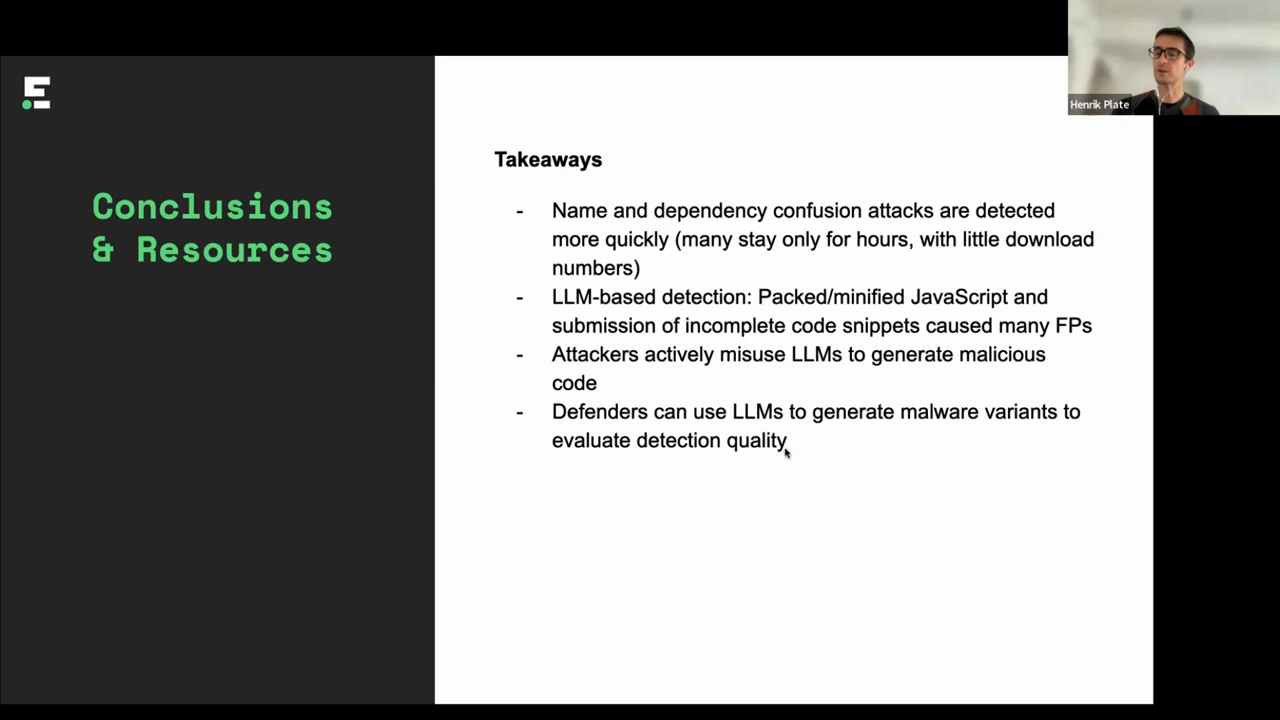 Henrik Plate
Conclusions
& Resources
Takeaways
- Name and dependency confusion attacks are detected
more quickly (many stay only for hours, with little download
numbers)
- LLM-based detection: Packed/minified JavaScript and
submission of incomplete code snippets caused many FPs
- Attackers actively misuse LLMs to generate malicious
code
- Defenders can use LLMs to generate malware variants to
evaluate detection quality